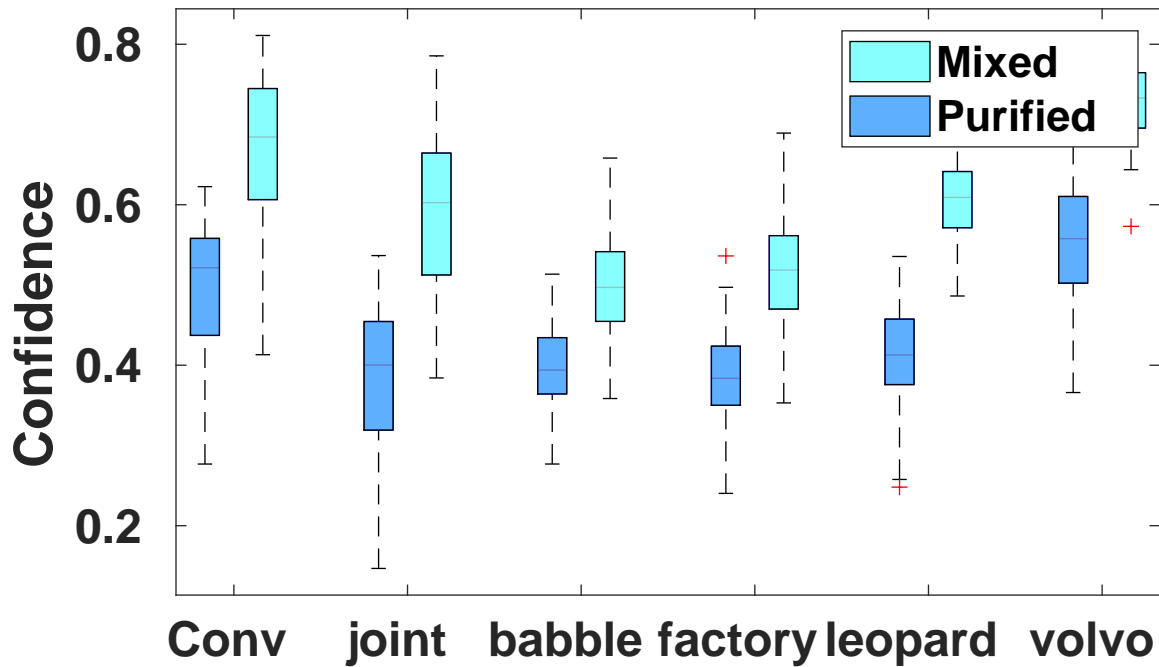 Confidence
0.8
0.6
0.4
0.2
Mixed
Purified
Conv joint babble factory leopard volvo